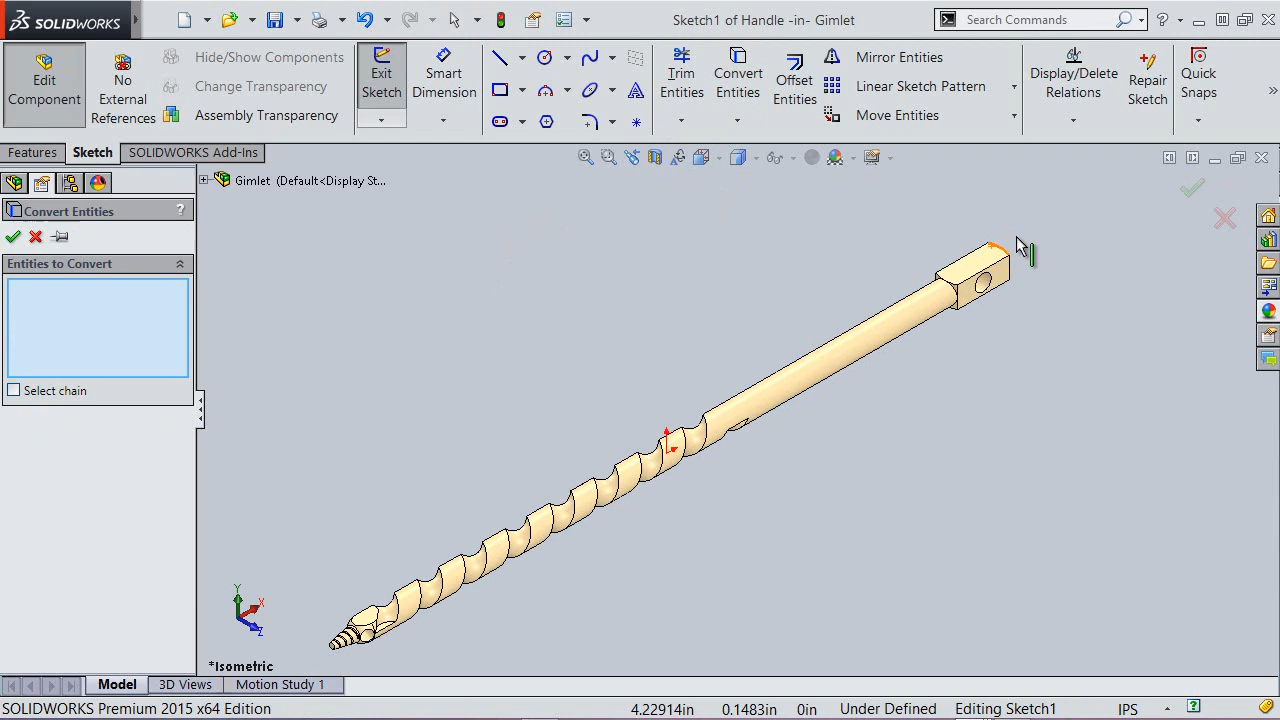 SOLIDWORKS
Sketch1 of Handle -in- Gimlet
Search Commands
Edit Component
No External References
Hide/Show Components
Change Transparency
Assembly Transparency
Exit Sketch
Smart Dimension
Trim Entities
Convert Entities
Offset Entities
Mirror Entities
Linear Sketch Pattern
Move Entities
Display/Delete Relations
Repair Sketch
Quick Snaps
Features
Sketch
SOLIDWORKS Add-Ins
Gimlet (Default<Display St...
Convert Entities
?
Entities to Convert
Select chain
Y
X
Z
*Isometric
Model
3D Views
Motion Study 1
SOLIDWORKS Premium 2015 x64 Edition
4.22914in
0.1483in
0in
Under Defined
Editing Sketch1
IPS